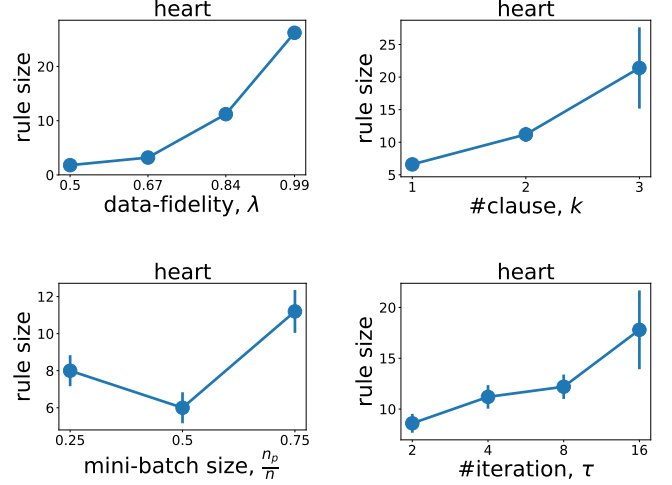 heart
rule size
20
10
0
0.5 0.67 0.84 0.99
data-fidelity, λ
heart
rule size
25
20
15
10
5
1 2 3
#clause, k
heart
rule size
12
10
8
6
0.25 0.5 0.75
mini-batch size, n_p/n
heart
rule size
20
15
10
2 4 8 16
#iteration, τ